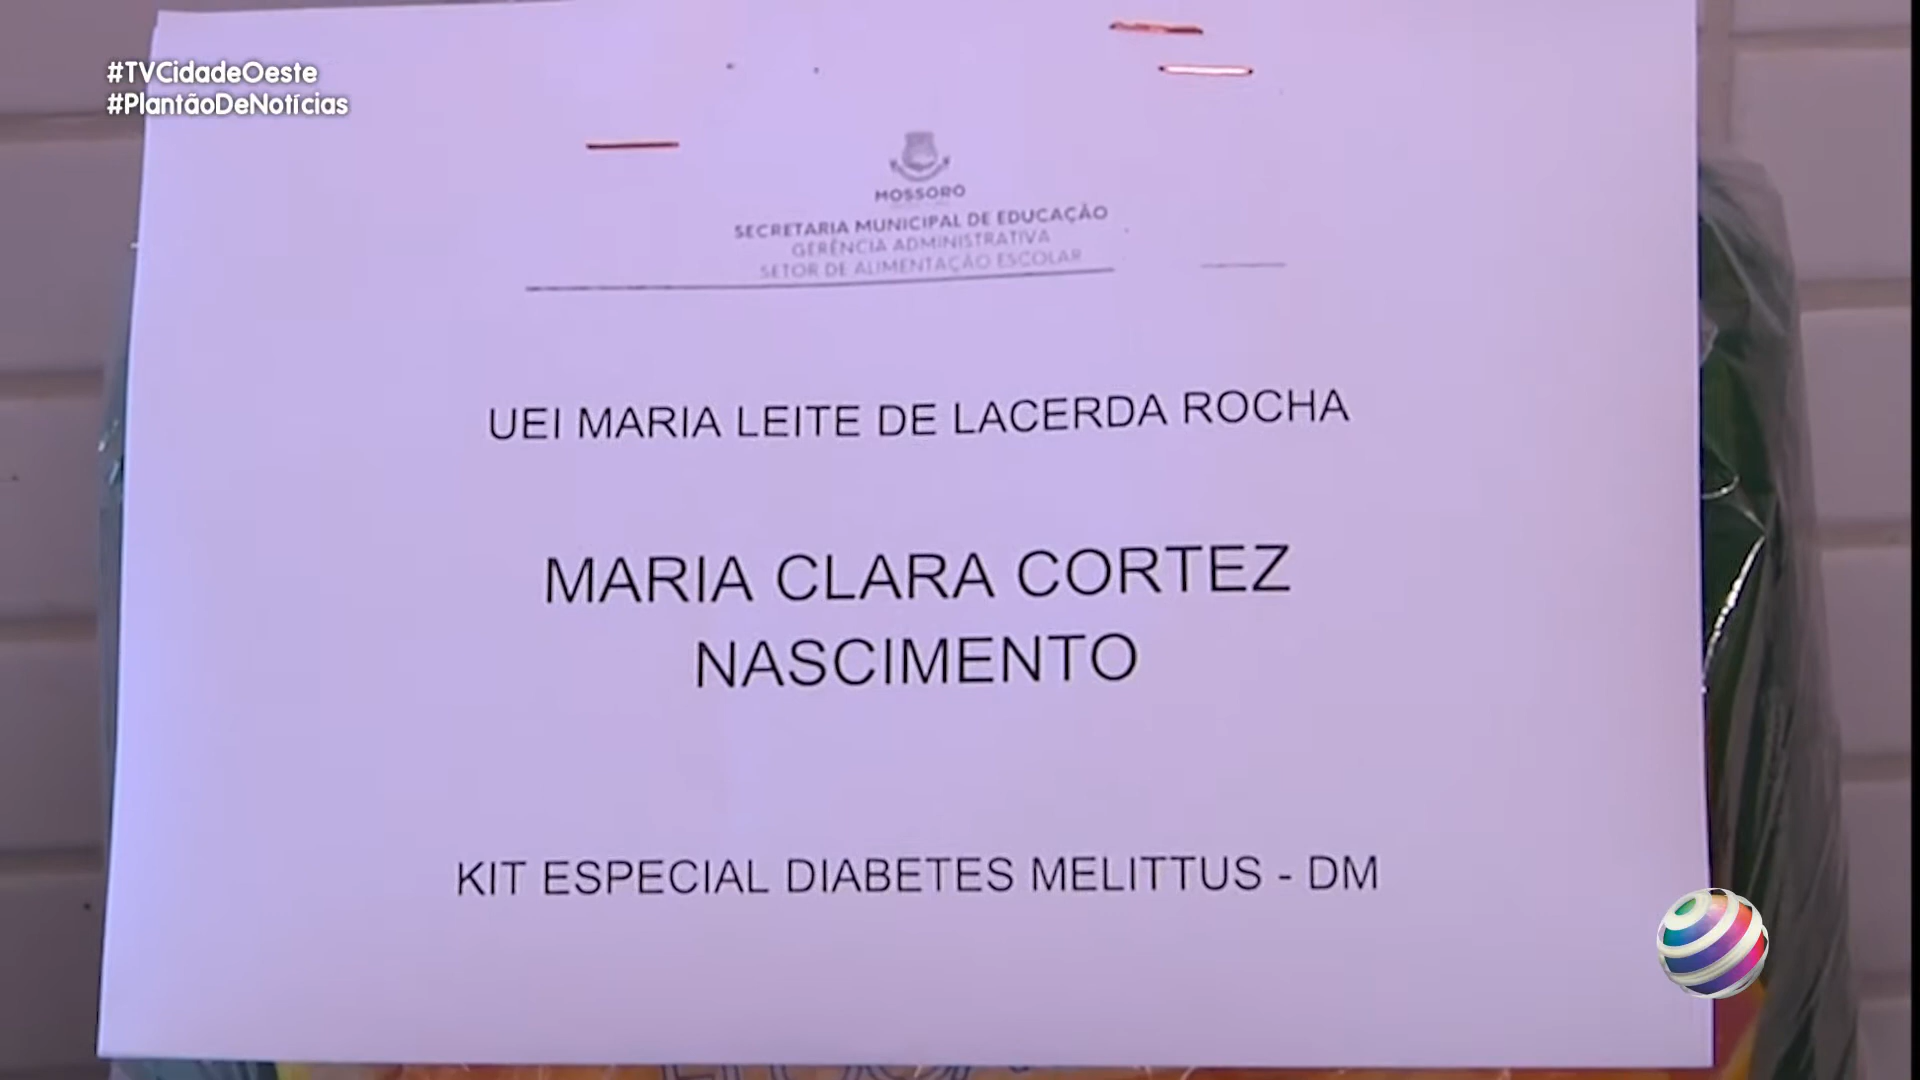 #TVCidadeOeste
#PlantãoDeNotícias
MOSSORÓ
SECRETARIA MUNICIPAL DE EDUCAÇÃO
GERÊNCIA ADMINISTRATIVA
SETOR DE ALIMENTAÇÃO ESCOLAR
UEI MARIA LEITE DE LACERDA ROCHA
MARIA CLARA CORTEZ
NASCIMENTO
KIT ESPECIAL DIABETES MELITTUS - DM